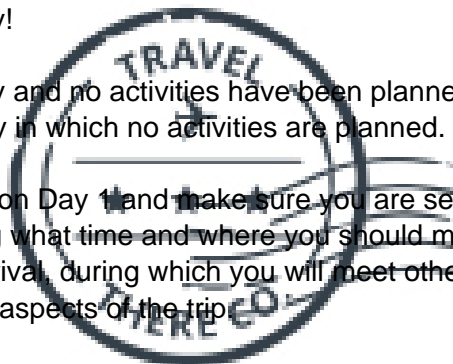 y!
TRAVEL
y and no activities have been planne
y in which no activities are planned.
on Day 1 and make sure you are se
g what time and where you should m
rival, during which you will meet othe
aspects of the trip.
THERE CO.